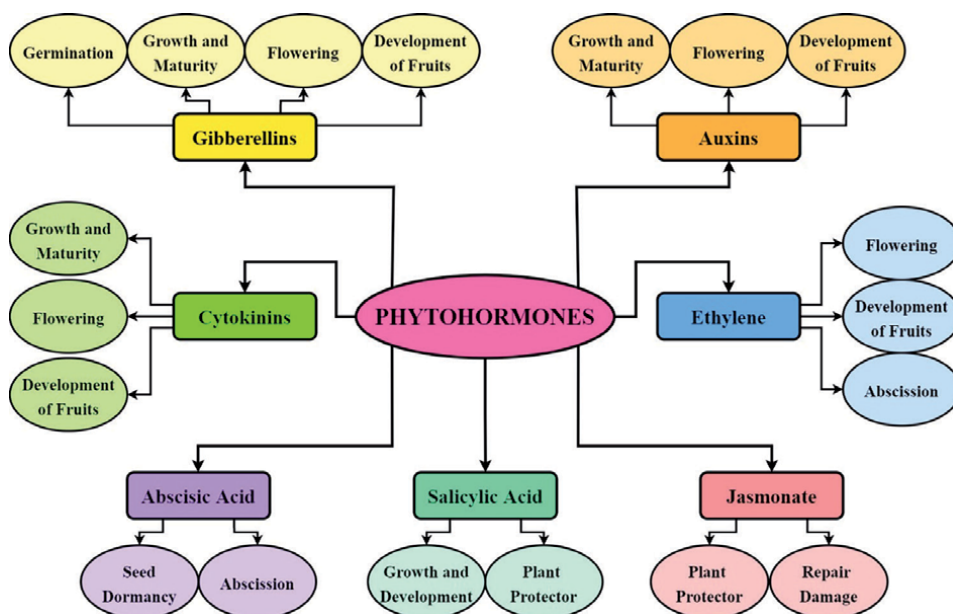 Germination
Growth and
Maturity
Flowering
Development
of Fruits
Gibberellins
Growth and
Maturity
Flowering
Development
of Fruits
Auxins
Growth and
Maturity
Flowering
Development
of Fruits
Cytokinins
PHYTOHORMONES
Ethylene
Flowering
Development
of Fruits
Abscission
Abscisic Acid
Seed
Dormancy
Abscission
Salicylic Acid
Growth and
Development
Plant
Protector
Jasmonate
Plant
Protector
Repair
Damage